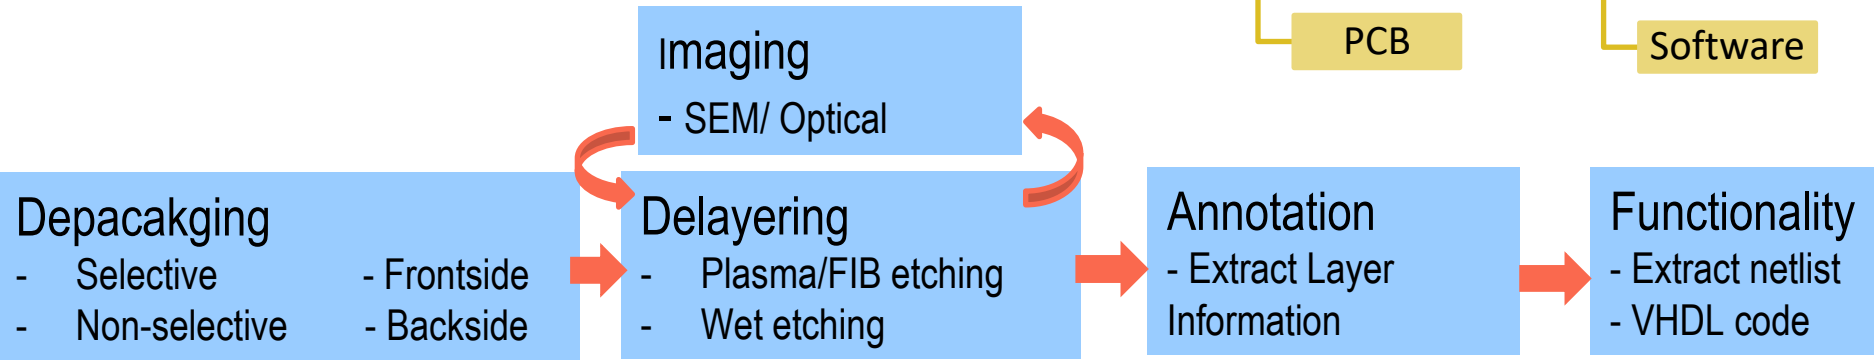 Imaging
- SEM/ Optical
PCB
Software
Depacakging
- Selective - Frontside
- Non-selective - Backside
Delayering
- Plasma/FIB etching
- Wet etching
Annotation
- Extract Layer
Information
Functionality
- Extract netlist
- VHDL code